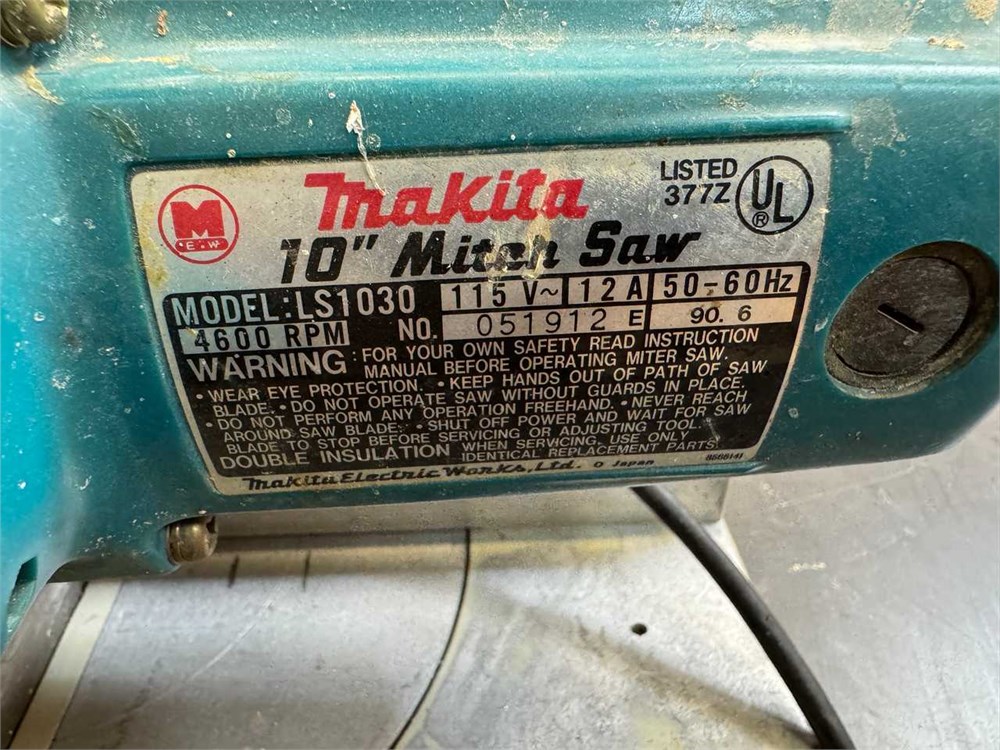 M
E.W
Makita
LISTED
377Z
UL
®
10" Miter Saw
MODEL:LS1030 115 V~ 12 A 50-60Hz
4600 RPM NO. 051912 E 90. 6
WARNING: FOR YOUR OWN SAFETY READ INSTRUCTION
MANUAL BEFORE OPERATING MITER SAW.
• WEAR EYE PROTECTION. • KEEP HANDS OUT OF PATH OF SAW
BLADE. • DO NOT OPERATE SAW WITHOUT GUARDS IN PLACE.
• DO NOT PERFORM ANY OPERATION FREEHAND. • NEVER REACH
AROUND SAW BLADE. • SHUT OFF POWER AND WAIT FOR SAW
BLADE TO STOP BEFORE SERVICING OR ADJUSTING TOOL.
DOUBLE INSULATION WHEN SERVICING, USE ONLY
IDENTICAL REPLACEMENT PARTS.
Makita Electric Works, Ltd. O Japan